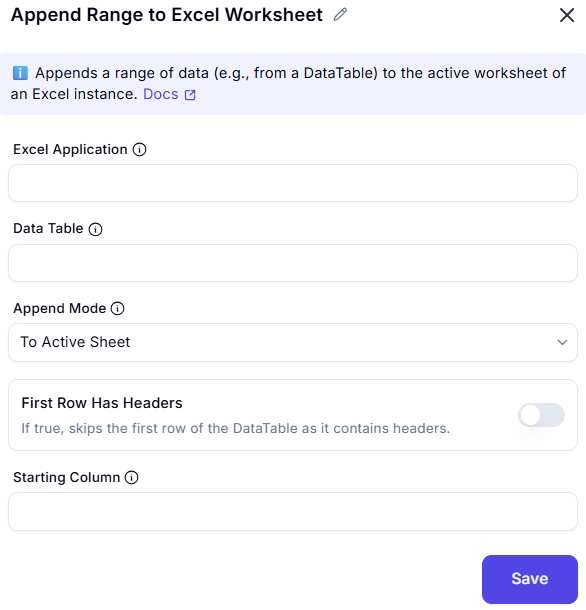 Append Range to Excel Worksheet
Appends a range of data (e.g., from a DataTable) to the active worksheet of
an Excel instance. Docs
Excel Application
Data Table
Append Mode
To Active Sheet
First Row Has Headers
If true, skips the first row of the DataTable as it contains headers.
Starting Column
Save